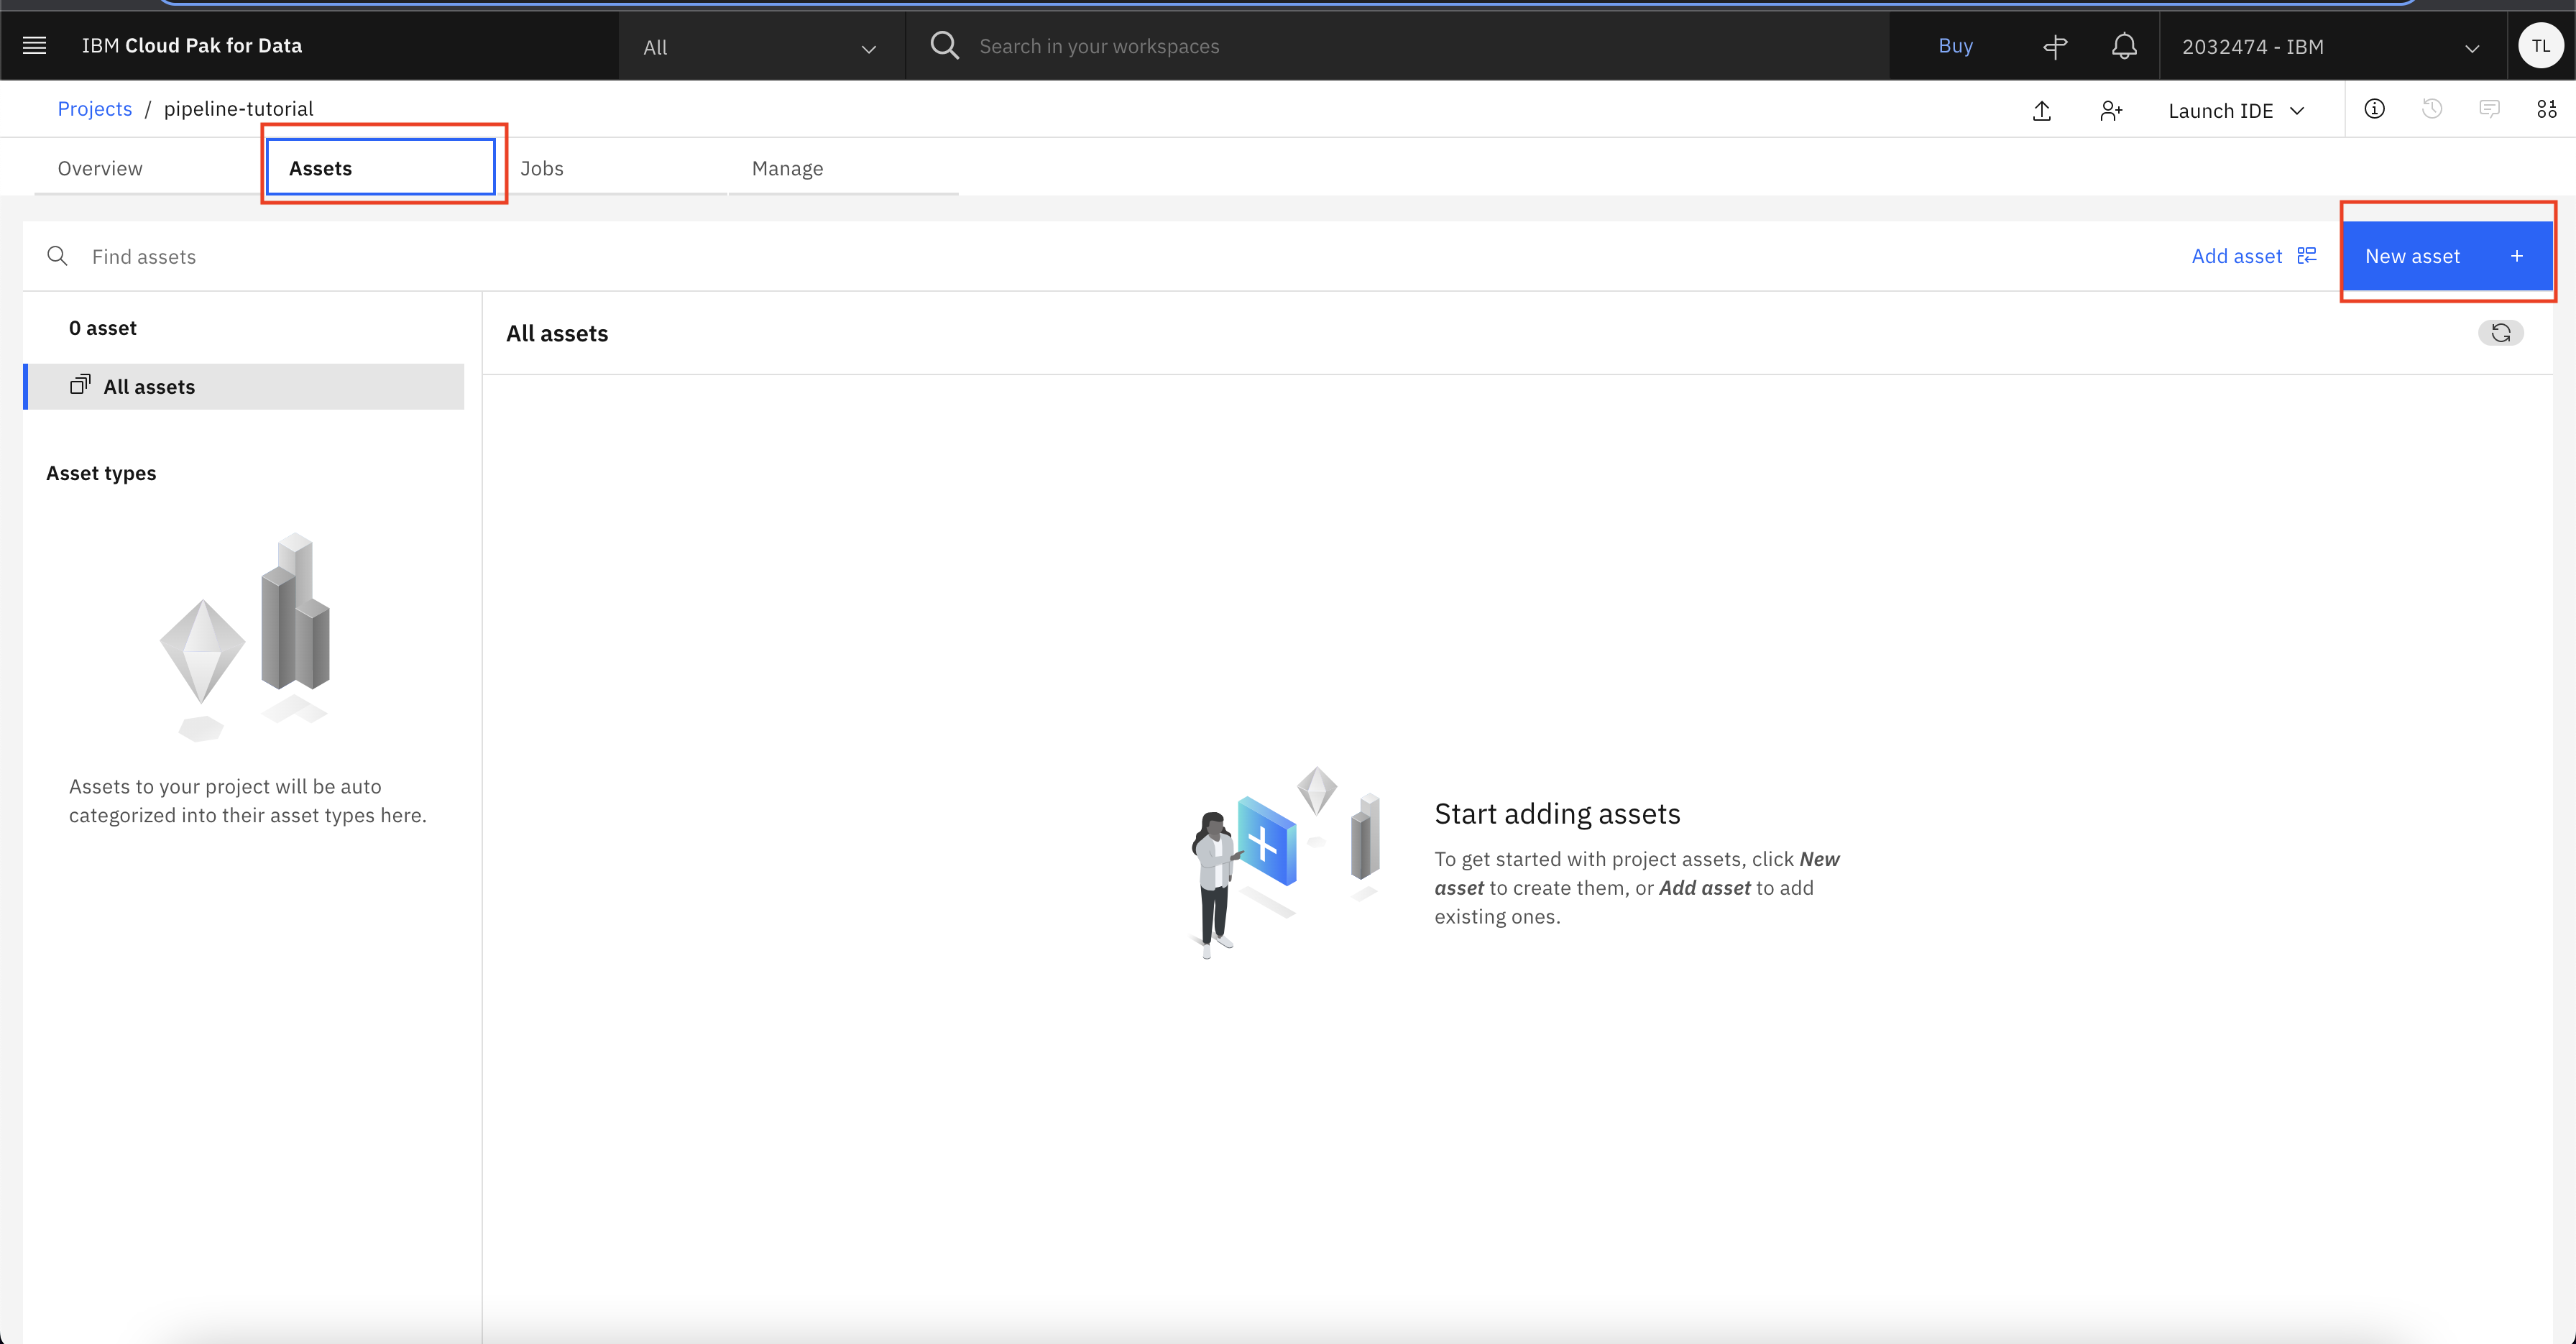 IBM Cloud Pak for Data
All
Search in your workspaces
Buy
2032474 - IBM
TL
Projects / pipeline-tutorial
Launch IDE
Overview
Assets
Jobs
Manage
Find assets
Add asset
New asset +
0 asset
All assets
All assets
Asset types
Assets to your project will be auto
categorized into their asset types here.
Start adding assets
To get started with project assets, click New
asset to create them, or Add asset to add
existing ones.